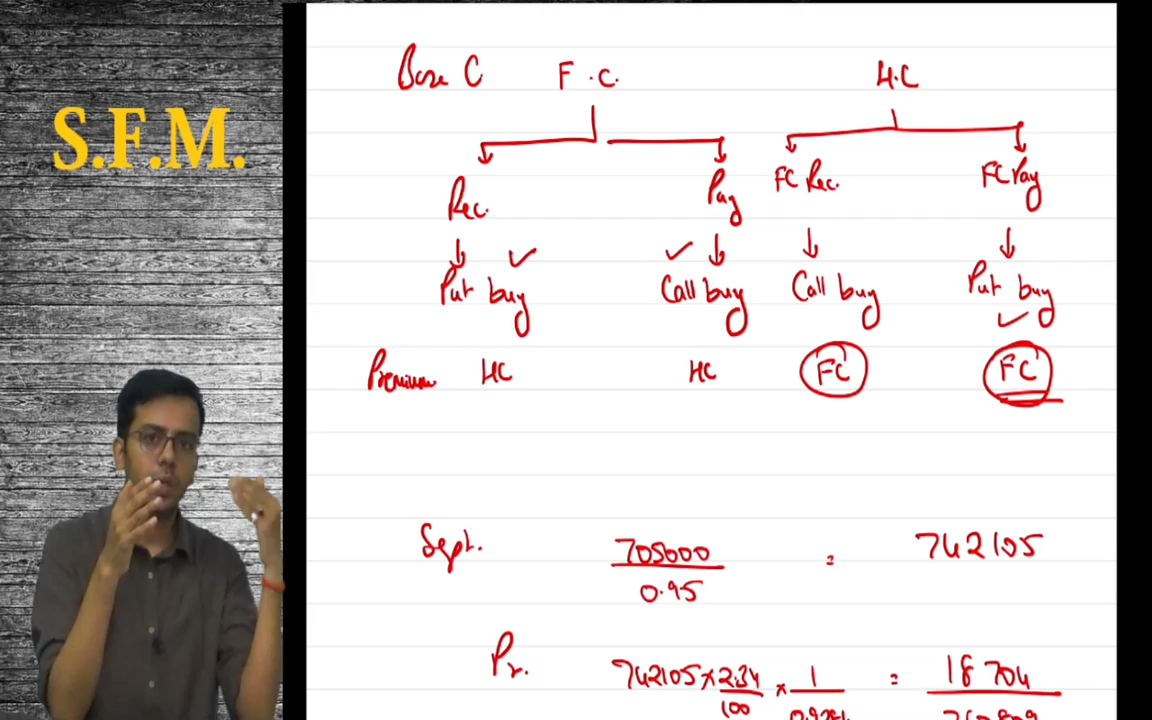 S.F.M.
Base C F.C. H.C
Rec. Pay FC Rec. FC Pay
Put buy Call buy Call buy Put buy
Premium HC HC FC FC
Sept. 705000 / 0.95 = 742105
Pr. 742105 × 2.34 / 100 × 1 = 18704